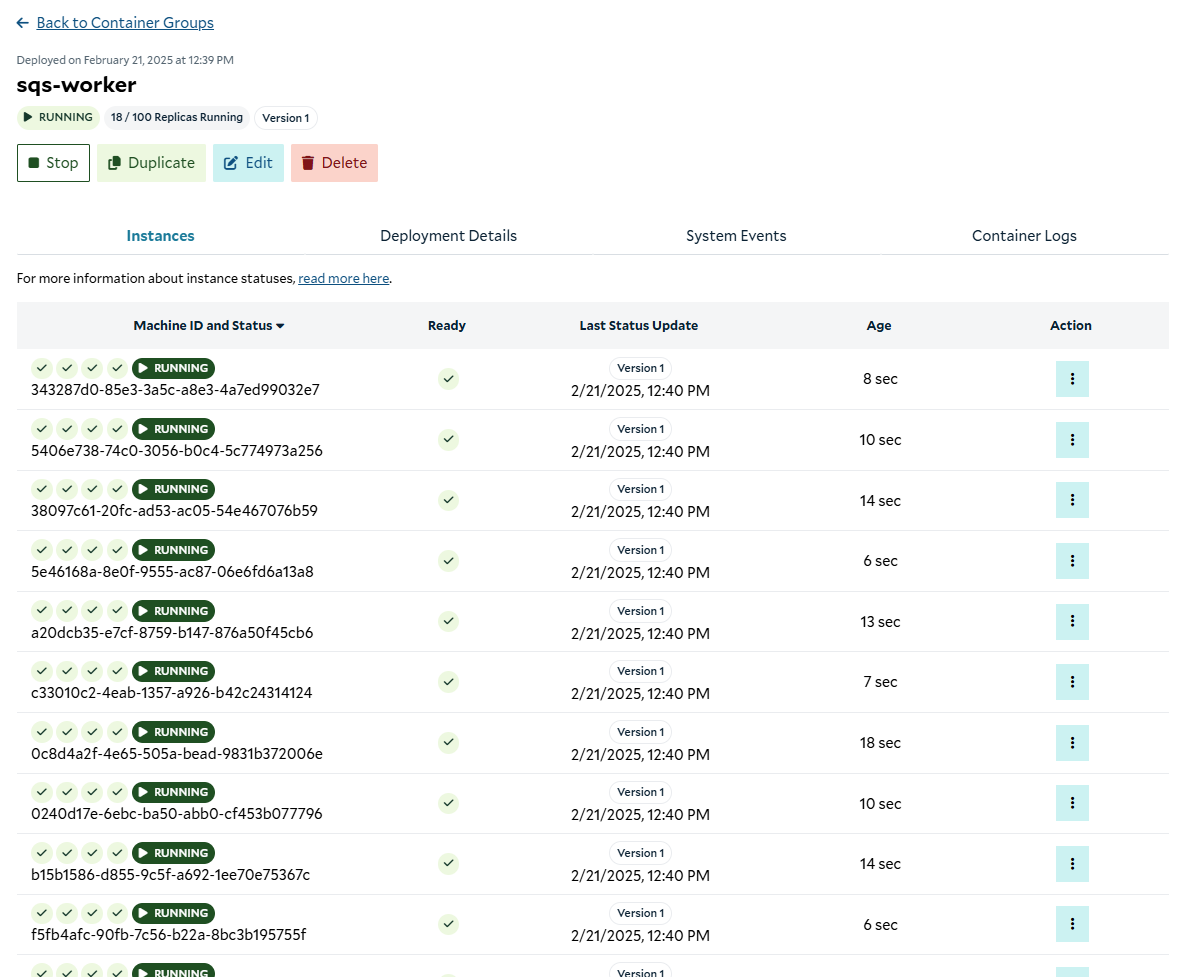 Back to Container Groups
Deployed on February 21, 2025 at 12:39 PM
sqs-worker
RUNNING 18 / 100 Replicas Running Version 1
Stop Duplicate Edit Delete
Instances Deployment Details System Events Container Logs
For more information about instance statuses, read more here.
Machine ID and Status Ready Last Status Update Age Action
RUNNING Version 1
343287d0-85e3-3a5c-a8e3-4a7ed99032e7 2/21/2025, 12:40 PM 8 sec
RUNNING Version 1
5406e738-74c0-3056-b0c4-5c774973a256 2/21/2025, 12:40 PM 10 sec
RUNNING Version 1
38097c61-20fc-ad53-ac05-54e467076b59 2/21/2025, 12:40 PM 14 sec
RUNNING Version 1
5e46168a-8e0f-9555-ac87-06e6fd6a13a8 2/21/2025, 12:40 PM 6 sec
RUNNING Version 1
a20dcb35-e7cf-8759-b147-876a50f45cb6 2/21/2025, 12:40 PM 13 sec
RUNNING Version 1
c33010c2-4eab-1357-a926-b42c24314124 2/21/2025, 12:40 PM 7 sec
RUNNING Version 1
0c8d4a2f-4e65-505a-bead-9831b372006e 2/21/2025, 12:40 PM 18 sec
RUNNING Version 1
0240d17e-6ebc-ba50-abb0-cf453b077796 2/21/2025, 12:40 PM 10 sec
RUNNING Version 1
b15b1586-d855-9c5f-a692-1ee70e75367c 2/21/2025, 12:40 PM 14 sec
RUNNING Version 1
f5fb4afc-90fb-7c56-b22a-8bc3b195755f 2/21/2025, 12:40 PM 6 sec
RUNNING Version 1